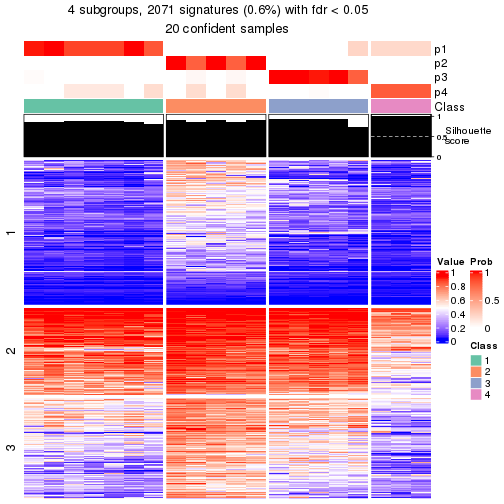 4 subgroups, 2071 signatures (0.6%) with fdr < 0.05
20 confident samples
p1
p2
p3
p4
Class
1
0.5
0
Silhouette
score
1
2
3
Value
1
0.8
0.6
0.4
0.2
0
Prob
1
0.5
0
Class
1
2
3
4